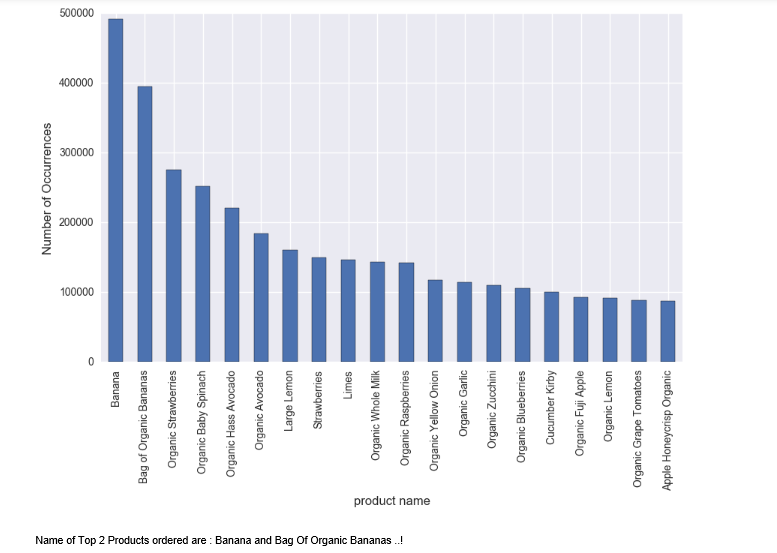 500000
400000
300000
200000
100000
0
Number of Occurrences
Banana
Bag of Organic Bananas
Organic Strawberries
Organic Baby Spinach
Organic Hass Avocado
Organic Avocado
Large Lemon
Strawberries
Limes
Organic Whole Milk
Organic Raspberries
Organic Yellow Onion
Organic Garlic
Organic Zucchini
Organic Blueberries
Cucumber Kirby
Organic Fuji Apple
Organic Lemon
Organic Grape Tomatoes
Apple Honeycrisp Organic
product name
Name of Top 2 Products ordered are : Banana and Bag Of Organic Bananas ..!